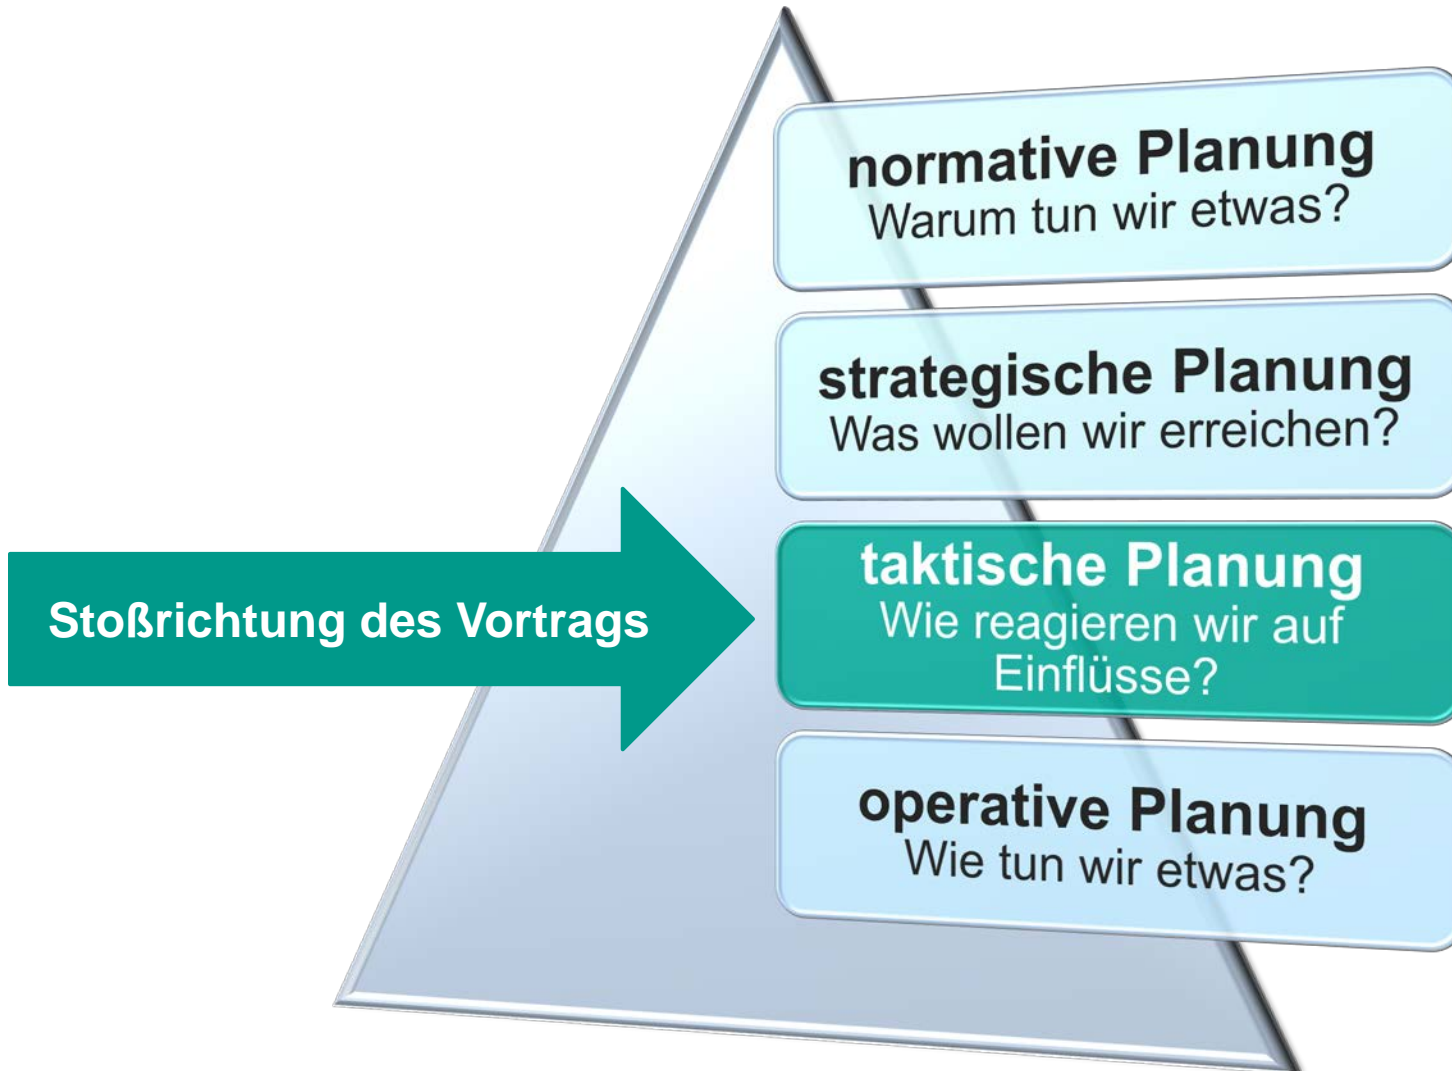 normative Planung
Warum tun wir etwas?
strategische Planung
Was wollen wir erreichen?
Stoßrichtung des Vortrags
taktische Planung
Wie reagieren wir auf
Einflüsse?
operative Planung
Wie tun wir etwas?